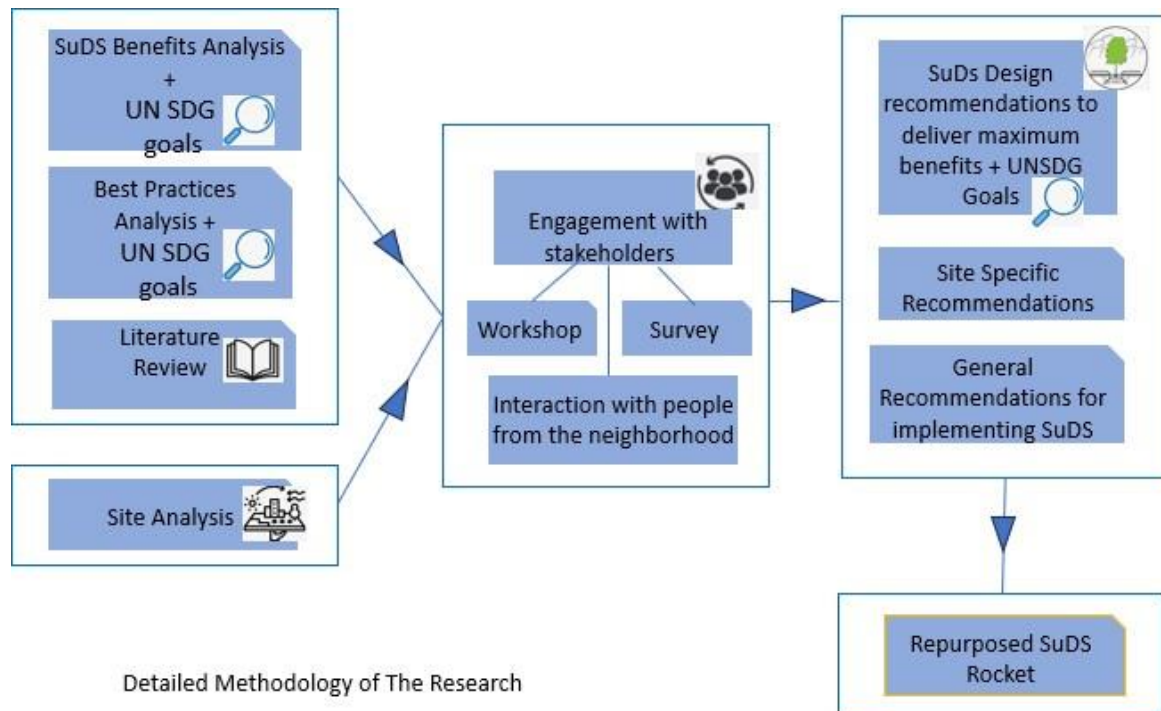 SuDS Benefits Analysis
+
UN SDG
goals
Best Practices
Analysis +
UN SDG
goals
Literature
Review
Site Analysis
Engagement with
stakeholders
Workshop
Survey
Interaction with people
from the neighborhood
SuDs Design
recommendations to
deliver maximum
benefits + UNSDG
Goals
Site Specific
Recommendations
General
Recommendations for
implementing SuDS
Repurposed SuDS
Rocket
Detailed Methodology of The Research